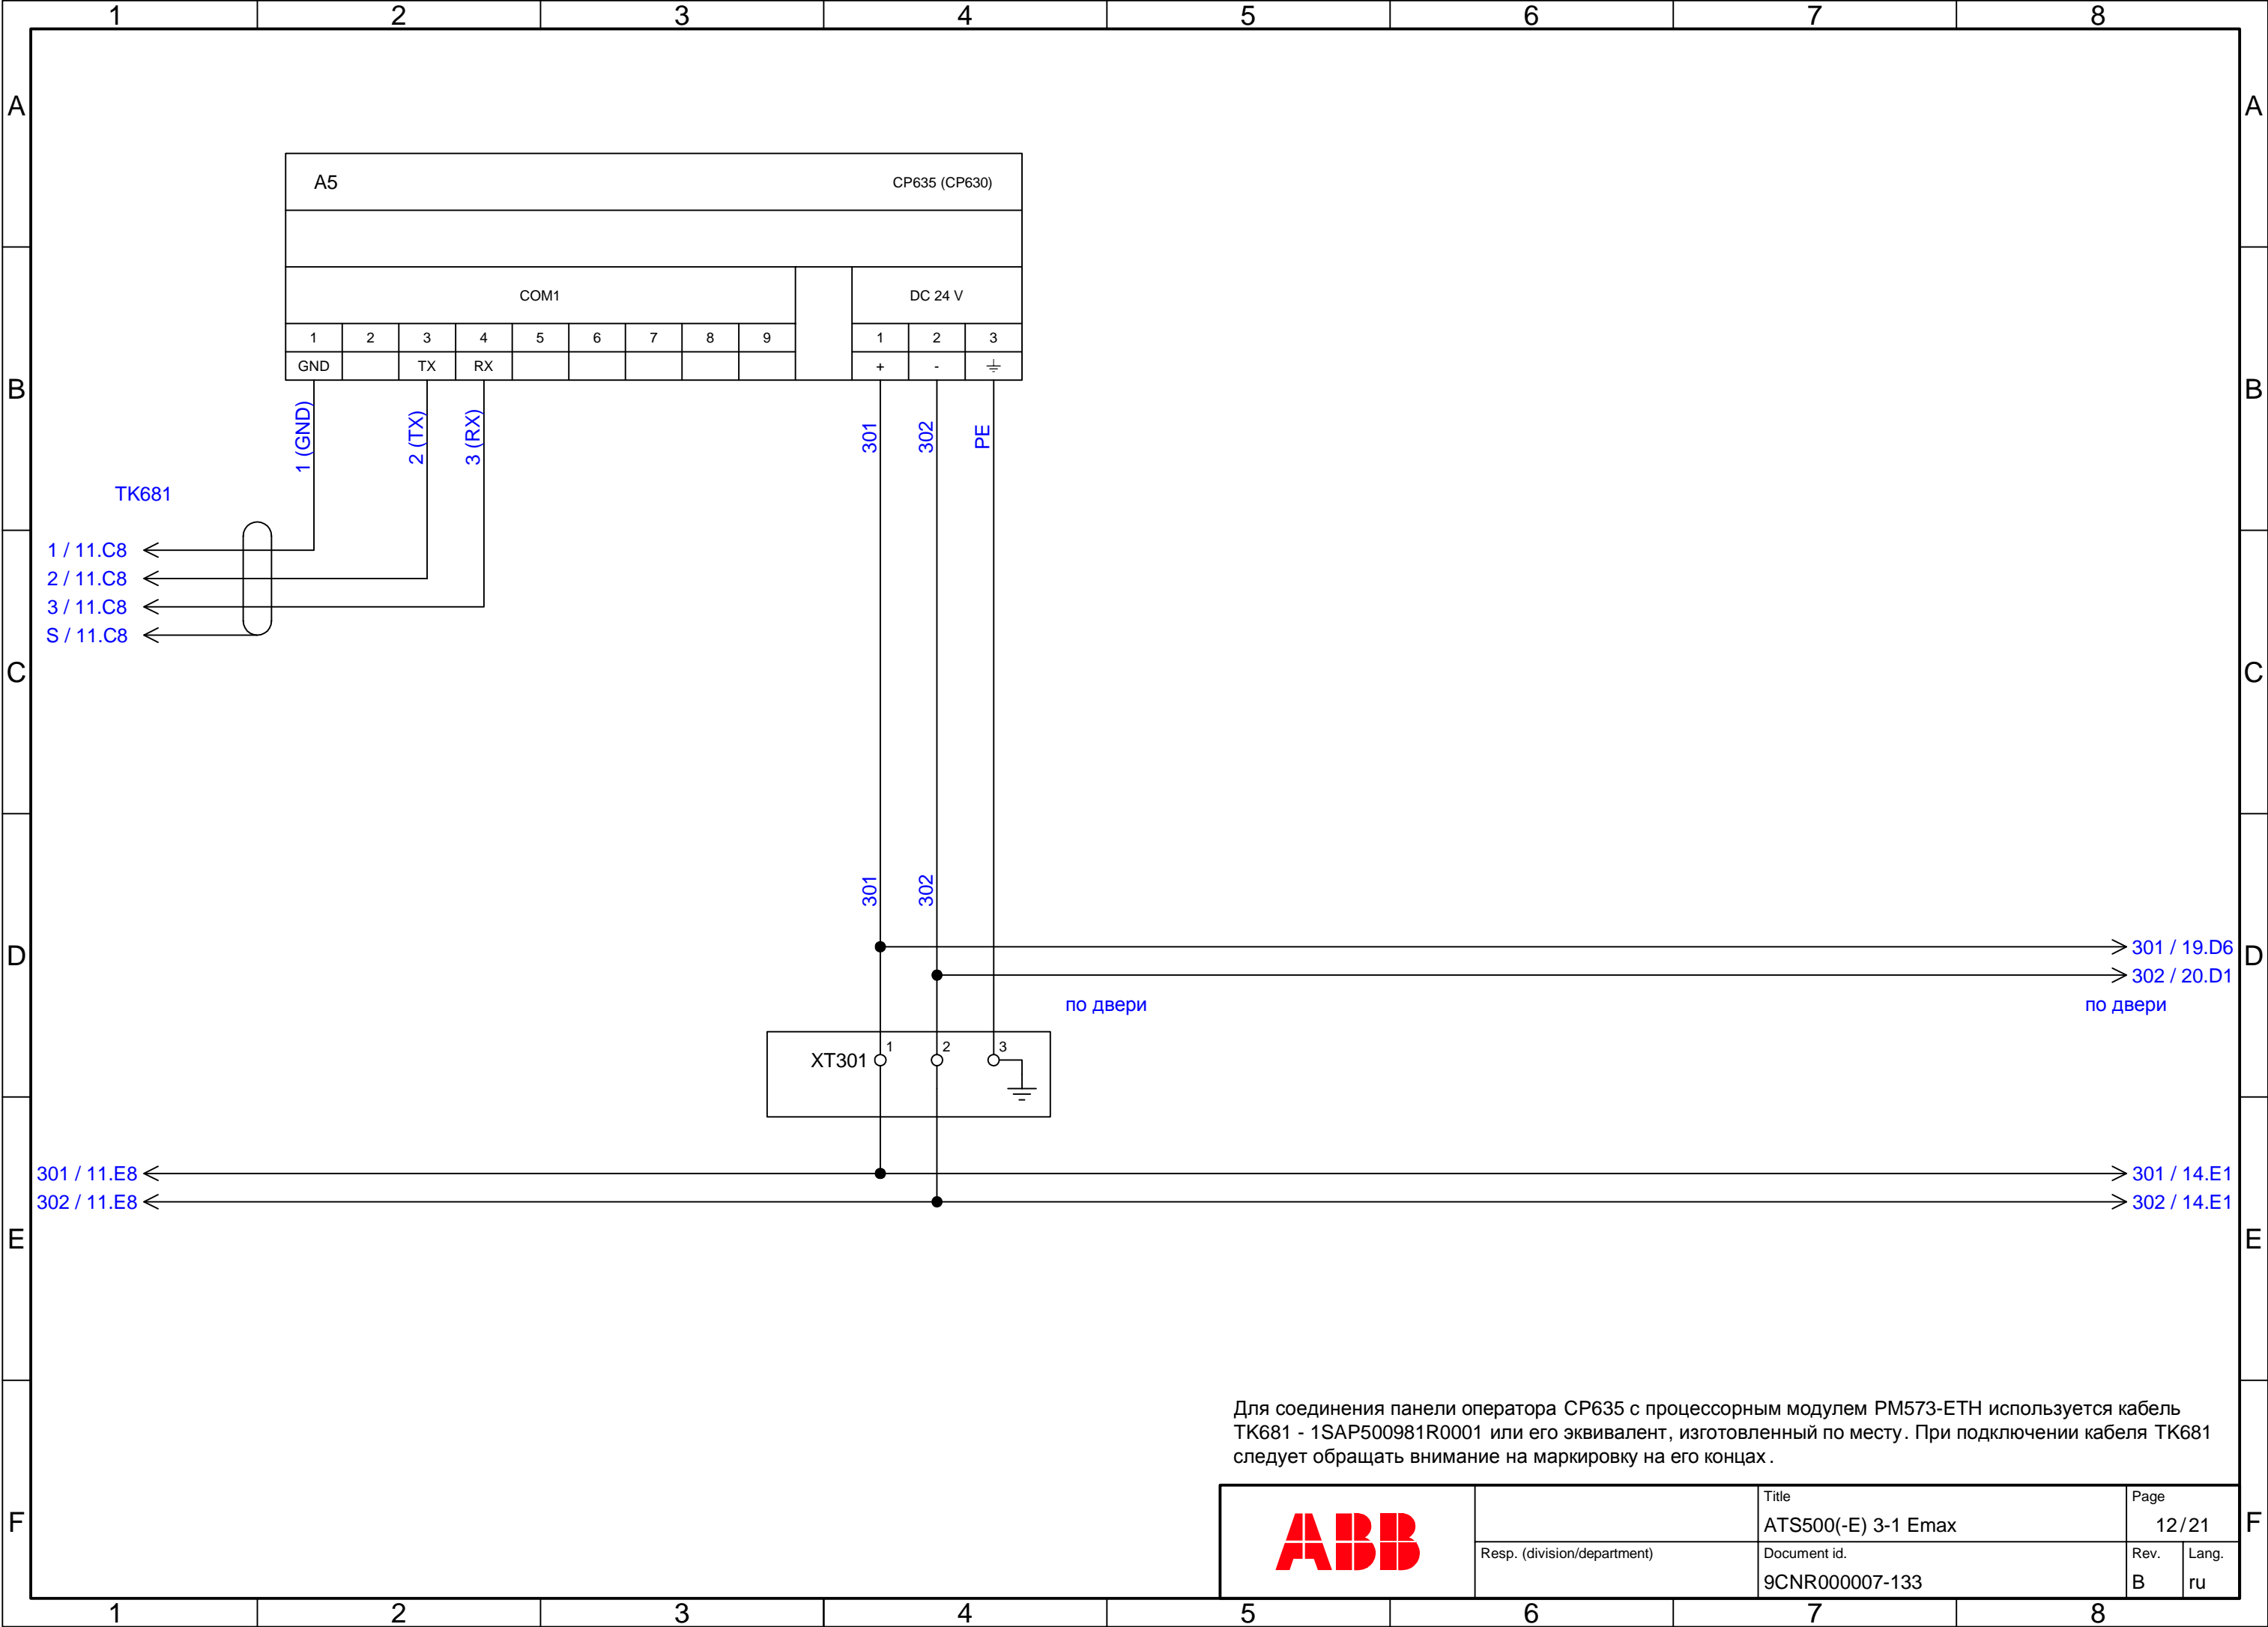 1 2 3 4 5 6 7 8
A A
A5 CP635 (CP630)
COM1 DC 24 V
1 2 3 4 5 6 7 8 9 1 2 3
GND TX RX + -
B B
1 (GND) 2 (TX) 3 (RX) 301 302 PE
TK681
1 / 11.C8
2 / 11.C8
3 / 11.C8
S / 11.C8
C C
301 302
D D
301 / 19.D6
302 / 20.D1
по двери по двери
XT301 1 2 3
301 / 11.E8 301 / 14.E1
302 / 11.E8 302 / 14.E1
E E
Для соединения панели оператора CP635 с процессорным модулем PM573-ETH используется кабель
TK681 - 1SAP500981R0001 или его эквивалент, изготовленный по месту. При подключении кабеля TK681
следует обращать внимание на маркировку на его концах.
F F
ABB
Title
ATS500(-E) 3-1 Emax
Page
12/21
Resp. (division/department)
Document id.
9CNR000007-133
Rev.
B
Lang.
ru
1 2 3 4 5 6 7 8